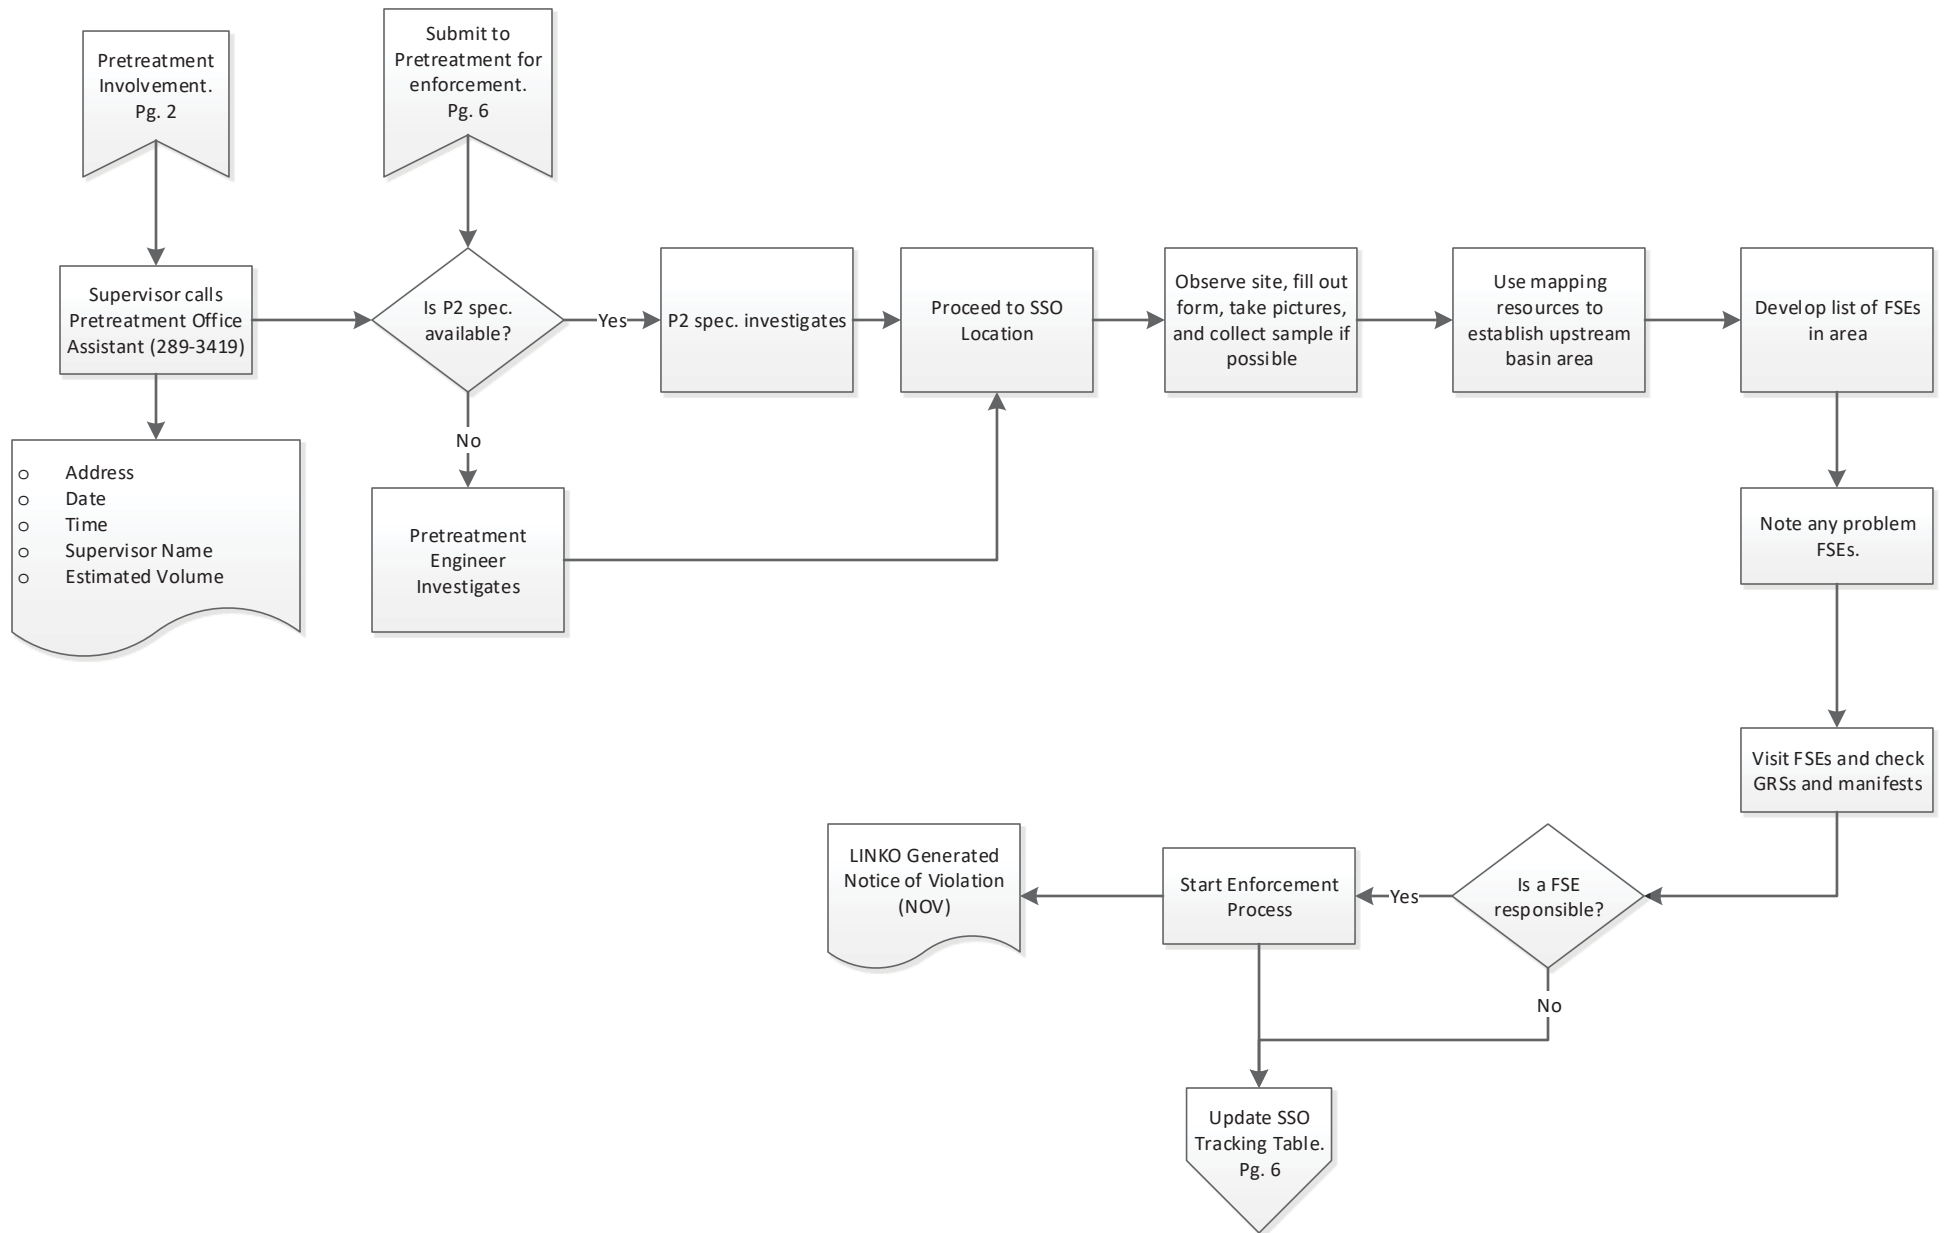 Pretreatment
Involvement.
Pg. 2
Submit to
Pretreatment for
enforcement.
Pg. 6
Supervisor calls
Pretreatment Office
Assistant (289-3419)
Is P2 spec.
available?
Yes
P2 spec. investigates
Proceed to SSO
Location
Observe site, fill out
form, take pictures,
and collect sample if
possible
Use mapping
resources to
establish upstream
basin area
Develop list of FSEs
in area
o Address
o Date
o Time
o Supervisor Name
o Estimated Volume
No
Pretreatment
Engineer
Investigates
Note any problem
FSEs.
Visit FSEs and check
GRSs and manifests
Is a FSE
responsible?
Yes
Start Enforcement
Process
LINKO Generated
Notice of Violation
(NOV)
No
Update SSO
Tracking Table.
Pg. 6